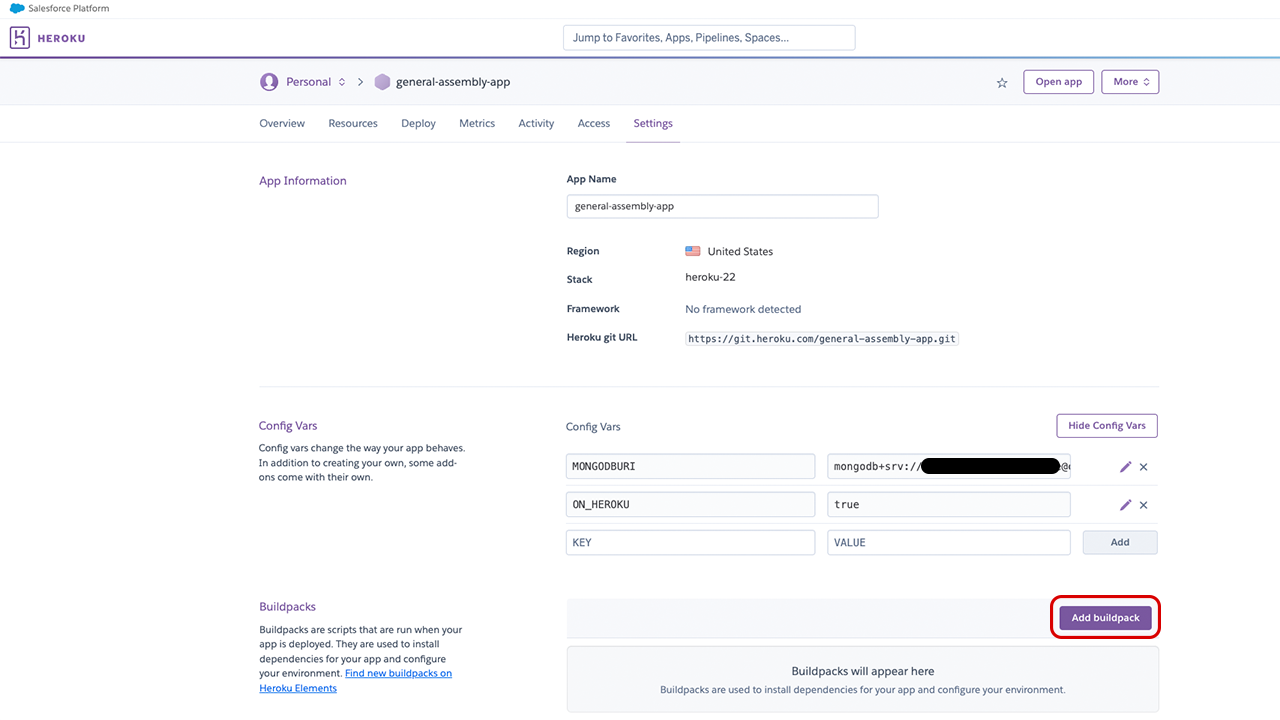 Salesforce Platform
HEROKU
Jump to Favorites, Apps, Pipelines, Spaces...
Personal
general-assembly-app
Open app
More
Overview
Resources
Deploy
Metrics
Activity
Access
Settings
App Information
App Name
general-assembly-app
Region
United States
Stack
heroku-22
Framework
No framework detected
Heroku git URL
https://git.heroku.com/general-assembly-app.git
Config Vars
Config vars change the way your app behaves.
In addition to creating your own, some add-
ons come with their own.
Config Vars
Hide Config Vars
MONGODBURI
mongodb+srv://
ON_HEROKU
true
KEY
VALUE
Add
Buildpacks
Buildpacks are scripts that are run when your
app is deployed. They are used to install
dependencies for your app and configure
your environment. Find new buildpacks on
Heroku Elements
Add buildpack
Buildpacks will appear here
Buildpacks are used to install dependencies for your app and configure your environment.